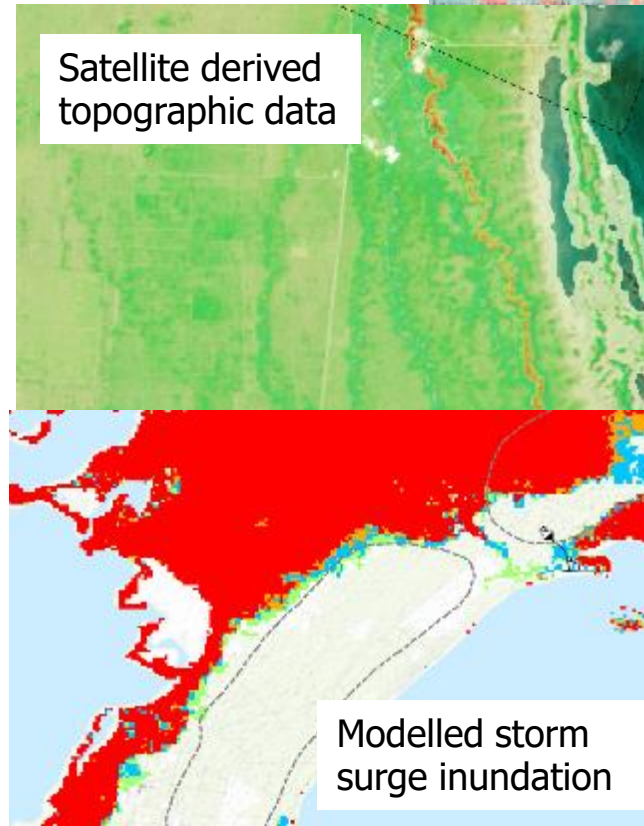 Satellite derived
topographic data
Modelled storm
surge inundation